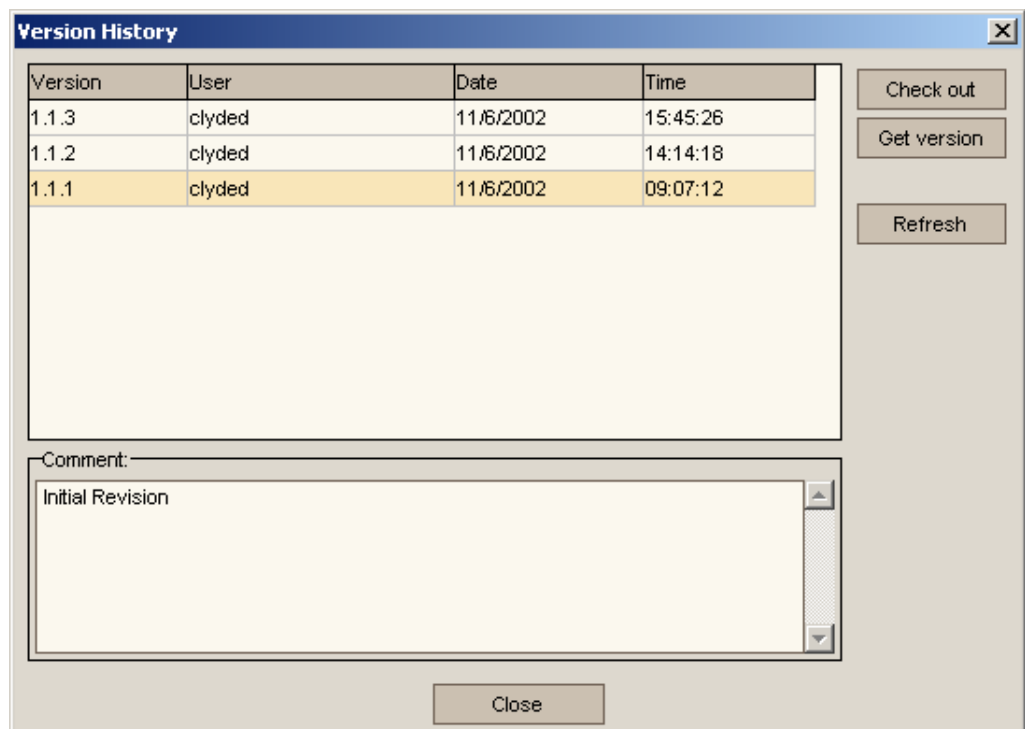 Version History
Version User Date Time
1.1.3 clyded 11/6/2002 15:45:26
1.1.2 clyded 11/6/2002 14:14:18
1.1.1 clyded 11/6/2002 09:07:12
Check out
Get version
Refresh
Comment:
Initial Revision
Close